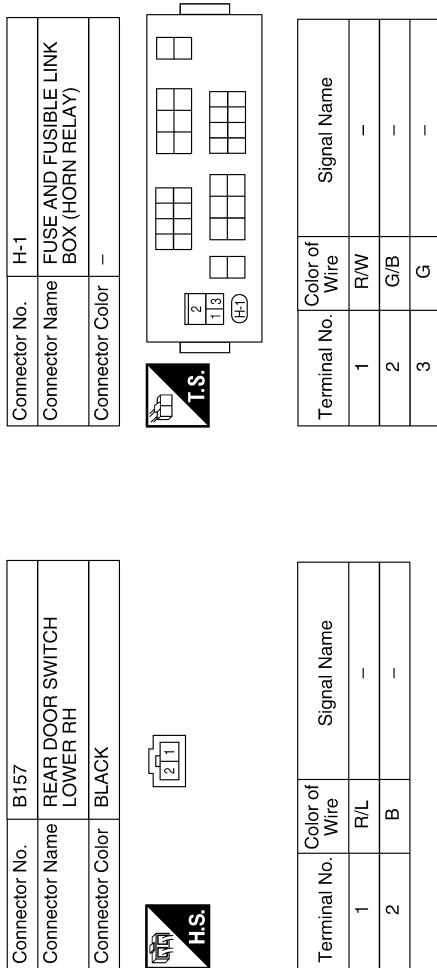 Connector No. B157
Connector Name REAR DOOR SWITCH
LOWER RH
Connector Color BLACK
H.S.
2 1
Terminal No. Color of
Wire Signal Name
1 R/L –
2 B –
Connector No. H-1
Connector Name FUSE AND FUSIBLE LINK
BOX (HORN RELAY)
Connector Color –
T.S.
2
1 3
H-1
Terminal No. Color of
Wire Signal Name
1 R/W –
2 G/B –
3 G –